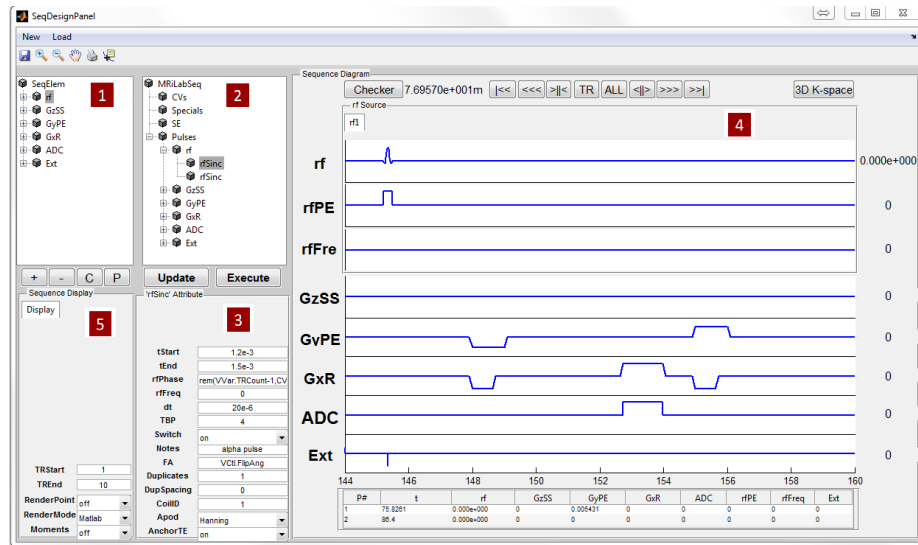 SeqDesignPanel
New Load
1
SeqElem
rf
GzSS
GyPE
GxR
ADC
Ext
+ - C P
2
MRiLabSeq
CVs
Specials
SE
Pulses
rf
rfSinc
rfSinc
GzSS
GyPE
GxR
ADC
Ext
Update Execute
Sequence Display
Display
5
TRStart 1
TREnd 10
RenderPoint off
RenderMode Matlab
Moments off
'rfSinc' Attribute
3
tStart 1.2e-3
tEnd 1.5e-3
rfPhase rem(VVar.TRCount-1,CV
rfFreq 0
dt 20e-6
TBP 4
Switch on
Notes alpha pulse
FA VCtl.FlipAng
Duplicates 1
DupSpacing 0
CoilID 1
Apod Hanning
AnchorTE on
Sequence Diagram
Checker 7.69570e+001m |<< <<< >||< TR ALL <||> >>> >>| 3D K-space
rf Source
rf1
4
rf 0.000e+000
rfPE 0
rfFre 0
GzSS 0
GyPE 0
GxR 0
ADC 0
Ext 0
144 146 148 150 152 154 156 158 160
P# t rf GzSS GyPE GxR ADC rfPE rfFreq Ext
1 75.8261 0.000e+000 0 0.005431 0 0 0 0 0
2 86.4 0.000e+000 0 0 0 0 0 0 0